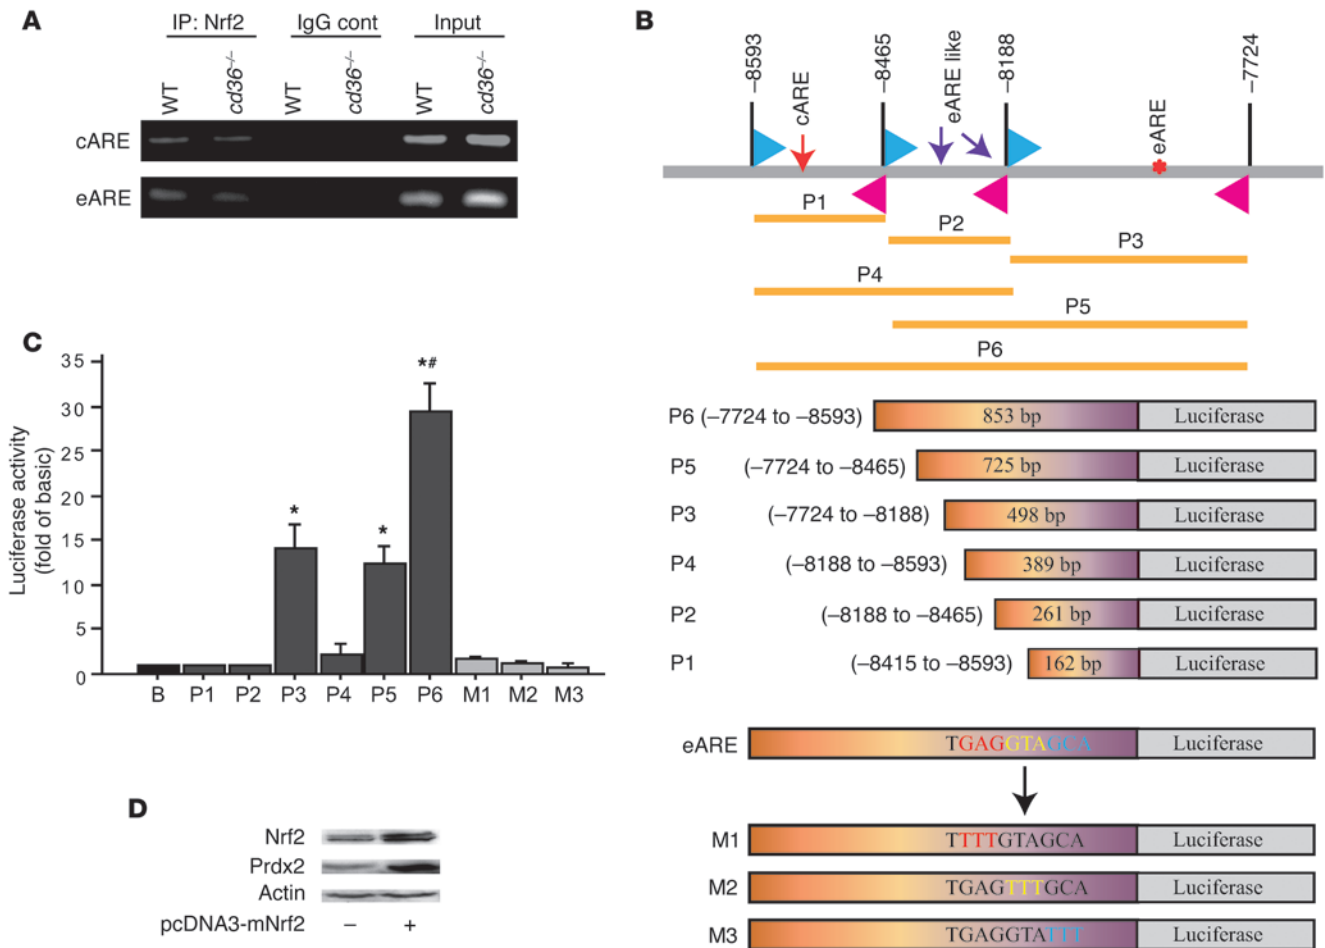 A
IP: Nrf2 IgG cont Input
WT cd36–/– WT cd36–/– WT cd36–/–
cARE
eARE
B
–8593 cARE –8465 eARE like –8188 eARE –7724
P1
P2
P3
P4
P5
P6
P6 (–7724 to –8593) 853 bp Luciferase
P5 (–7724 to –8465) 725 bp Luciferase
P3 (–7724 to –8188) 498 bp Luciferase
P4 (–8188 to –8593) 389 bp Luciferase
P2 (–8188 to –8465) 261 bp Luciferase
P1 (–8415 to –8593) 162 bp Luciferase
eARE TGAGGTAGCA Luciferase
M1 TTTTGTAGCA Luciferase
M2 TGAGTTTGCA Luciferase
M3 TGAGGTATTT Luciferase
C
Luciferase activity
(fold of basic)
35
30
25
20
15
10
5
0
* * *#
B P1 P2 P3 P4 P5 P6 M1 M2 M3
D
Nrf2
Prdx2
Actin
pcDNA3-mNrf2 – +